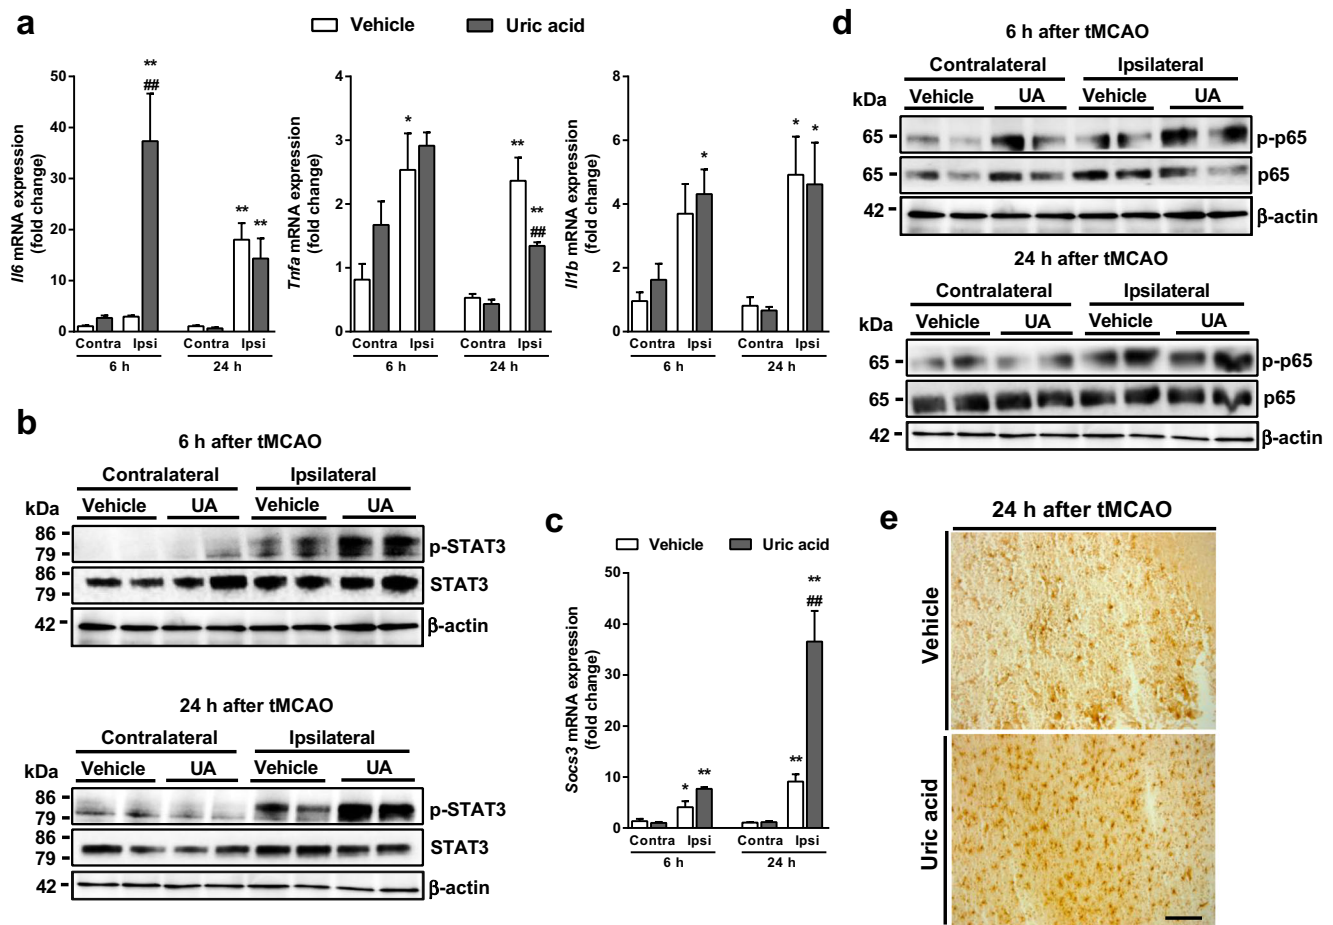 a
Vehicle
Uric acid
Il6 mRNA expression
(fold change)
50
40
30
20
10
0
**
##
**
**
Contra
Ipsi
Contra
Ipsi
6 h
24 h
Tnfa mRNA expression
(fold change)
4
3
2
1
0
*
**
**
##
Contra
Ipsi
Contra
Ipsi
6 h
24 h
Il1b mRNA expression
(fold change)
8
6
4
2
0
*
*
*
Contra
Ipsi
Contra
Ipsi
6 h
24 h
b
6 h after tMCAO
Contralateral
Ipsilateral
kDa
Vehicle
UA
Vehicle
UA
86
79
p-STAT3
86
79
STAT3
42
β-actin
24 h after tMCAO
Contralateral
Ipsilateral
kDa
Vehicle
UA
Vehicle
UA
86
79
p-STAT3
86
79
STAT3
42
β-actin
c
Vehicle
Uric acid
Socs3 mRNA expression
(fold change)
50
40
30
20
10
0
*
**
**
**
##
Contra
Ipsi
Contra
Ipsi
6 h
24 h
d
6 h after tMCAO
Contralateral
Ipsilateral
kDa
Vehicle
UA
Vehicle
UA
65
p-p65
65
p65
42
β-actin
24 h after tMCAO
Contralateral
Ipsilateral
kDa
Vehicle
UA
Vehicle
UA
65
p-p65
65
p65
42
β-actin
e
24 h after tMCAO
Vehicle
Uric acid